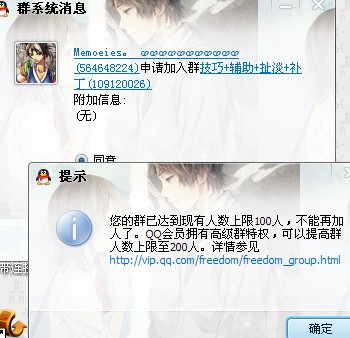 群系统消息
Memoeies。 ల్లల్లల్లల్ల
(564648224)申请加入群技巧+辅助+扯淡+补
丁(109120026)
附加信息:
(无)
同意
提示
您的群已达到现有人数上限100人，不能再加
人了。QQ会员拥有高级群特权，可以提高群
人数上限至200人。详情参见
http://vip.qq.com/freedom/freedom_group.html
确定